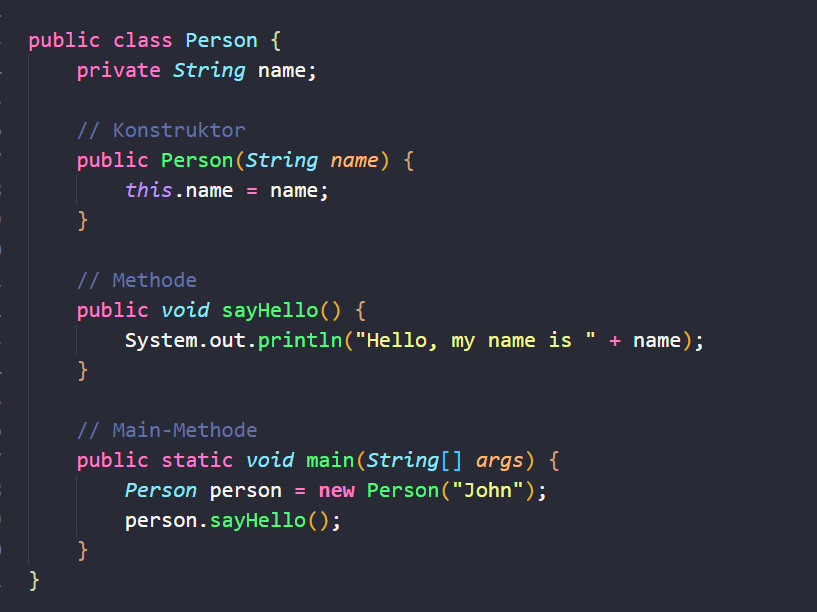 public class Person {
    private String name;

    // Konstruktor
    public Person(String name) {
        this.name = name;
    }

    // Methode
    public void sayHello() {
        System.out.println("Hello, my name is " + name);
    }

    // Main-Methode
    public static void main(String[] args) {
        Person person = new Person("John");
        person.sayHello();
    }
}